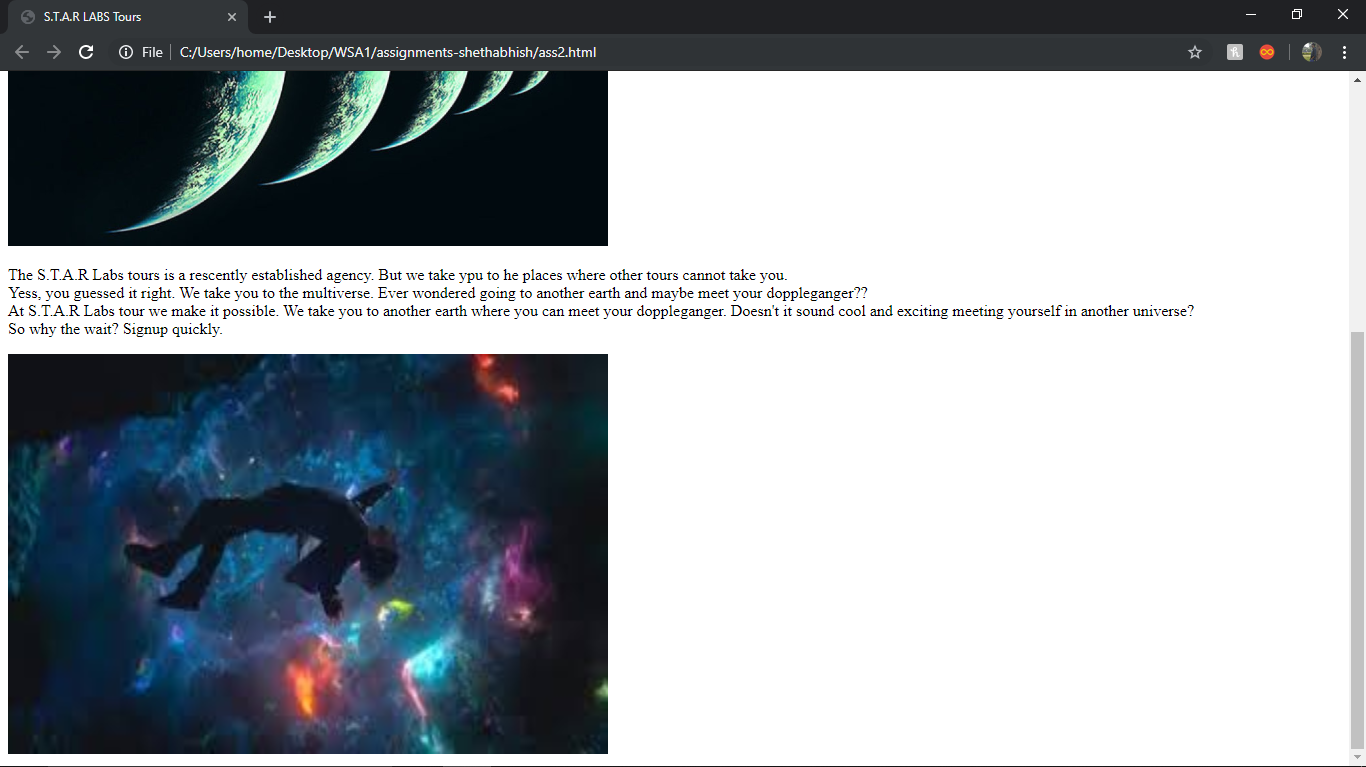 S.T.A.R LABS Tours
File C:/Users/home/Desktop/WSA1/assignments-shethabhish/ass2.html
The S.T.A.R Labs tours is a rescently established agency. But we take ypu to he places where other tours cannot take you.
Yess, you guessed it right. We take you to the multiverse. Ever wondered going to another earth and maybe meet your doppleganger??
At S.T.A.R Labs tour we make it possible. We take you to another earth where you can meet your doppleganger. Doesn't it sound cool and exciting meeting yourself in another universe?
So why the wait? Signup quickly.